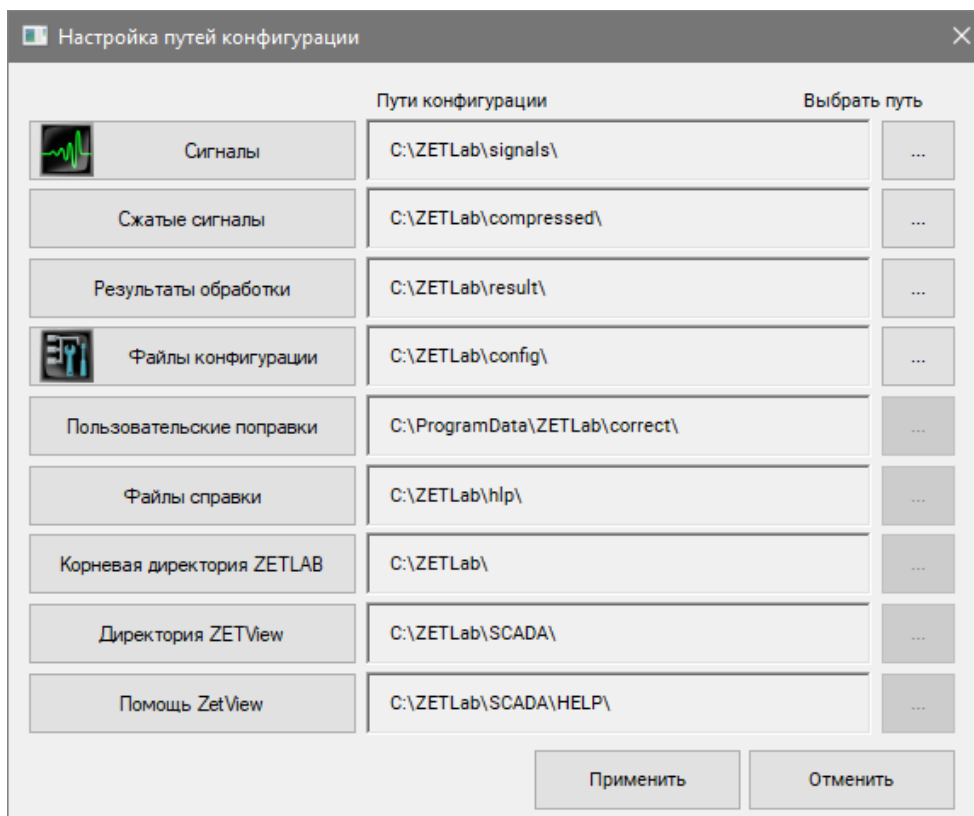 Настройка путей конфигурации
Пути конфигурации Выбрать путь
Сигналы C:\ZETLab\signals\ ...
Сжатые сигналы C:\ZETLab\compressed\ ...
Результаты обработки C:\ZETLab\result\ ...
Файлы конфигурации C:\ZETLab\config\ ...
Пользовательские поправки C:\ProgramData\ZETLab\correct\ ...
Файлы справки C:\ZETLab\hlp\ ...
Корневая директория ZETLAB C:\ZETLab\ ...
Директория ZETView C:\ZETLab\SCADA\ ...
Помощь ZetView C:\ZETLab\SCADA\HELP\ ...
Применить Отменить